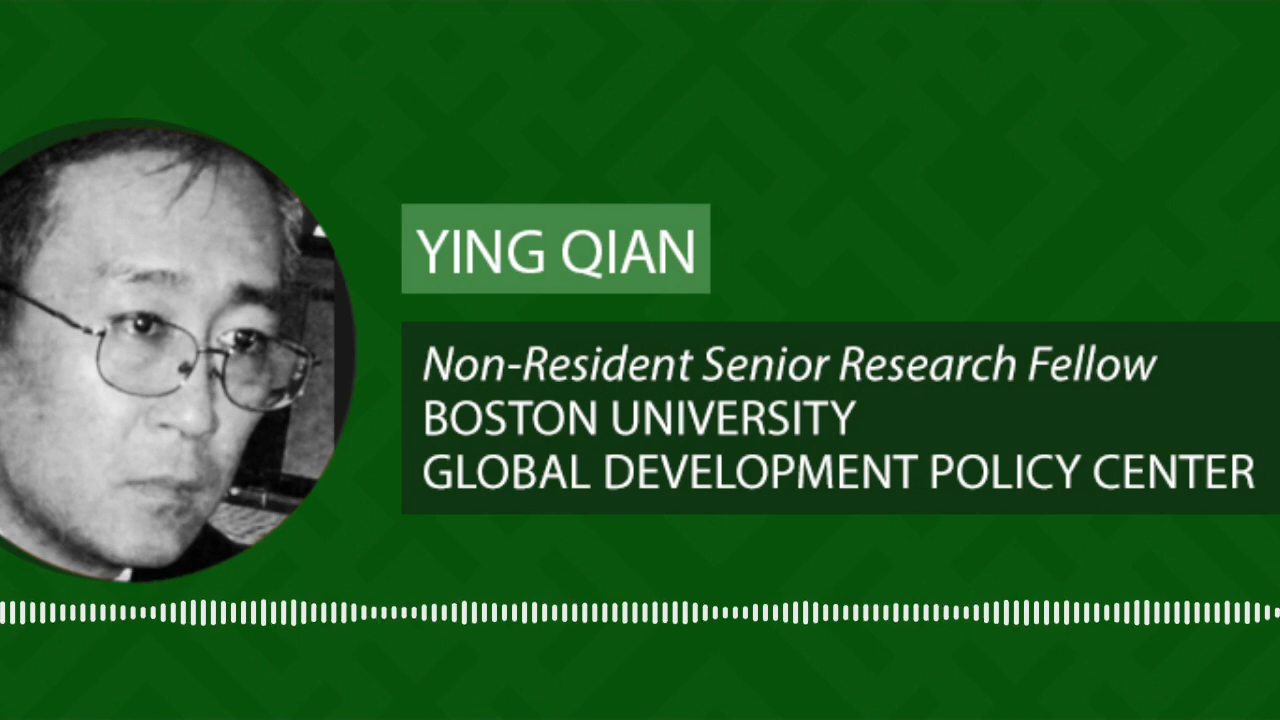 YING QIAN
Non-Resident Senior Research Fellow
BOSTON UNIVERSITY
GLOBAL DEVELOPMENT POLICY CENTER